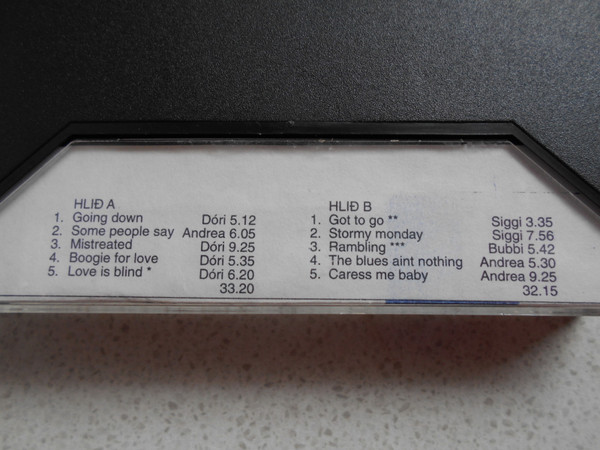 HLIÐ A
1. Going down Dóri 5.12
2. Some people say Andrea 6.05
3. Mistreated Dóri 9.25
4. Boogie for love Dóri 5.35
5. Love is blind * Dóri 6.20
33.20
HLIÐ B
1. Got to go ** Siggi 3.35
2. Stormy monday Siggi 7.56
3. Rambling *** Bubbi 5.42
4. The blues aint nothing Andrea 5.30
5. Caress me baby Andrea 9.25
32.15